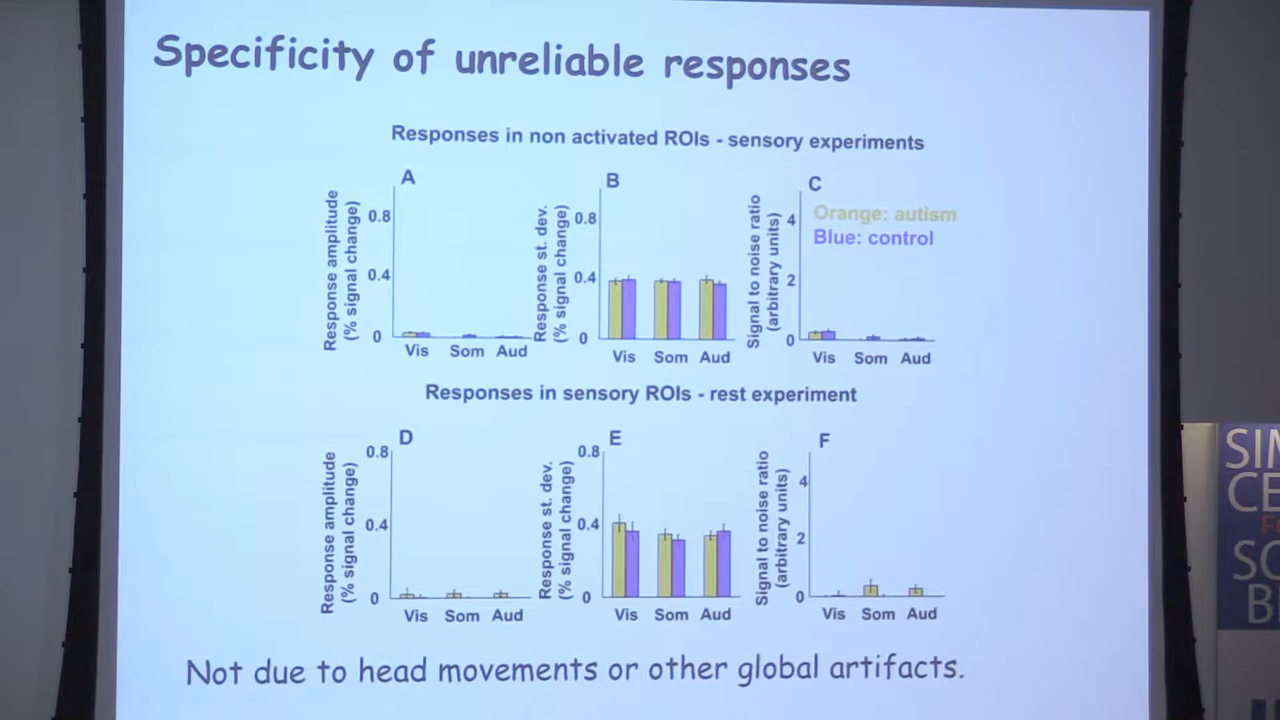 Specificity of unreliable responses
Responses in non activated ROIs - sensory experiments
A
B
C
Response amplitude
(% signal change)
0.8
0.4
0
Vis Som Aud
Response st. dev.
(% signal change)
0.8
0.4
0
Vis Som Aud
Signal to noise ratio
(arbitrary units)
4
2
0
Orange: autism
Blue: control
Vis Som Aud
Responses in sensory ROIs - rest experiment
D
E
F
Response amplitude
(% signal change)
0.8
0.4
0
Vis Som Aud
Response st. dev.
(% signal change)
0.8
0.4
0
Vis Som Aud
Signal to noise ratio
(arbitrary units)
4
2
0
Vis Som Aud
Not due to head movements or other global artifacts.